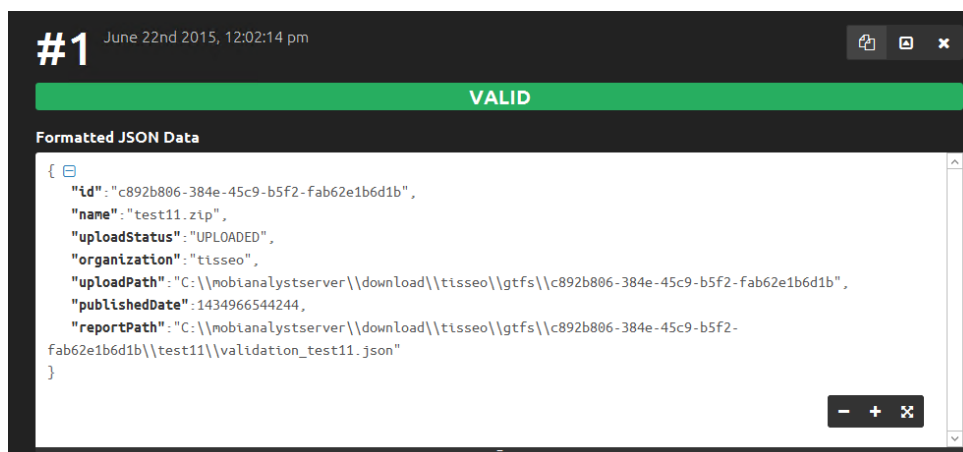 #1 June 22nd 2015, 12:02:14 pm
VALID
Formatted JSON Data
{
"id":"c892b806-384e-45c9-b5f2-fab62e1b6d1b",
"name":"test11.zip",
"uploadStatus":"UPLOADED",
"organization":"tisseo",
"uploadPath":"C:\\mobianalystserver\\download\\tisseo\\gtfs\\c892b806-384e-45c9-b5f2-fab62e1b6d1b",
"publishedDate":1434966544244,
"reportPath":"C:\\mobianalystserver\\download\\tisseo\\gtfs\\c892b806-384e-45c9-b5f2-
fab62e1b6d1b\\test11\\validation_test11.json"
}